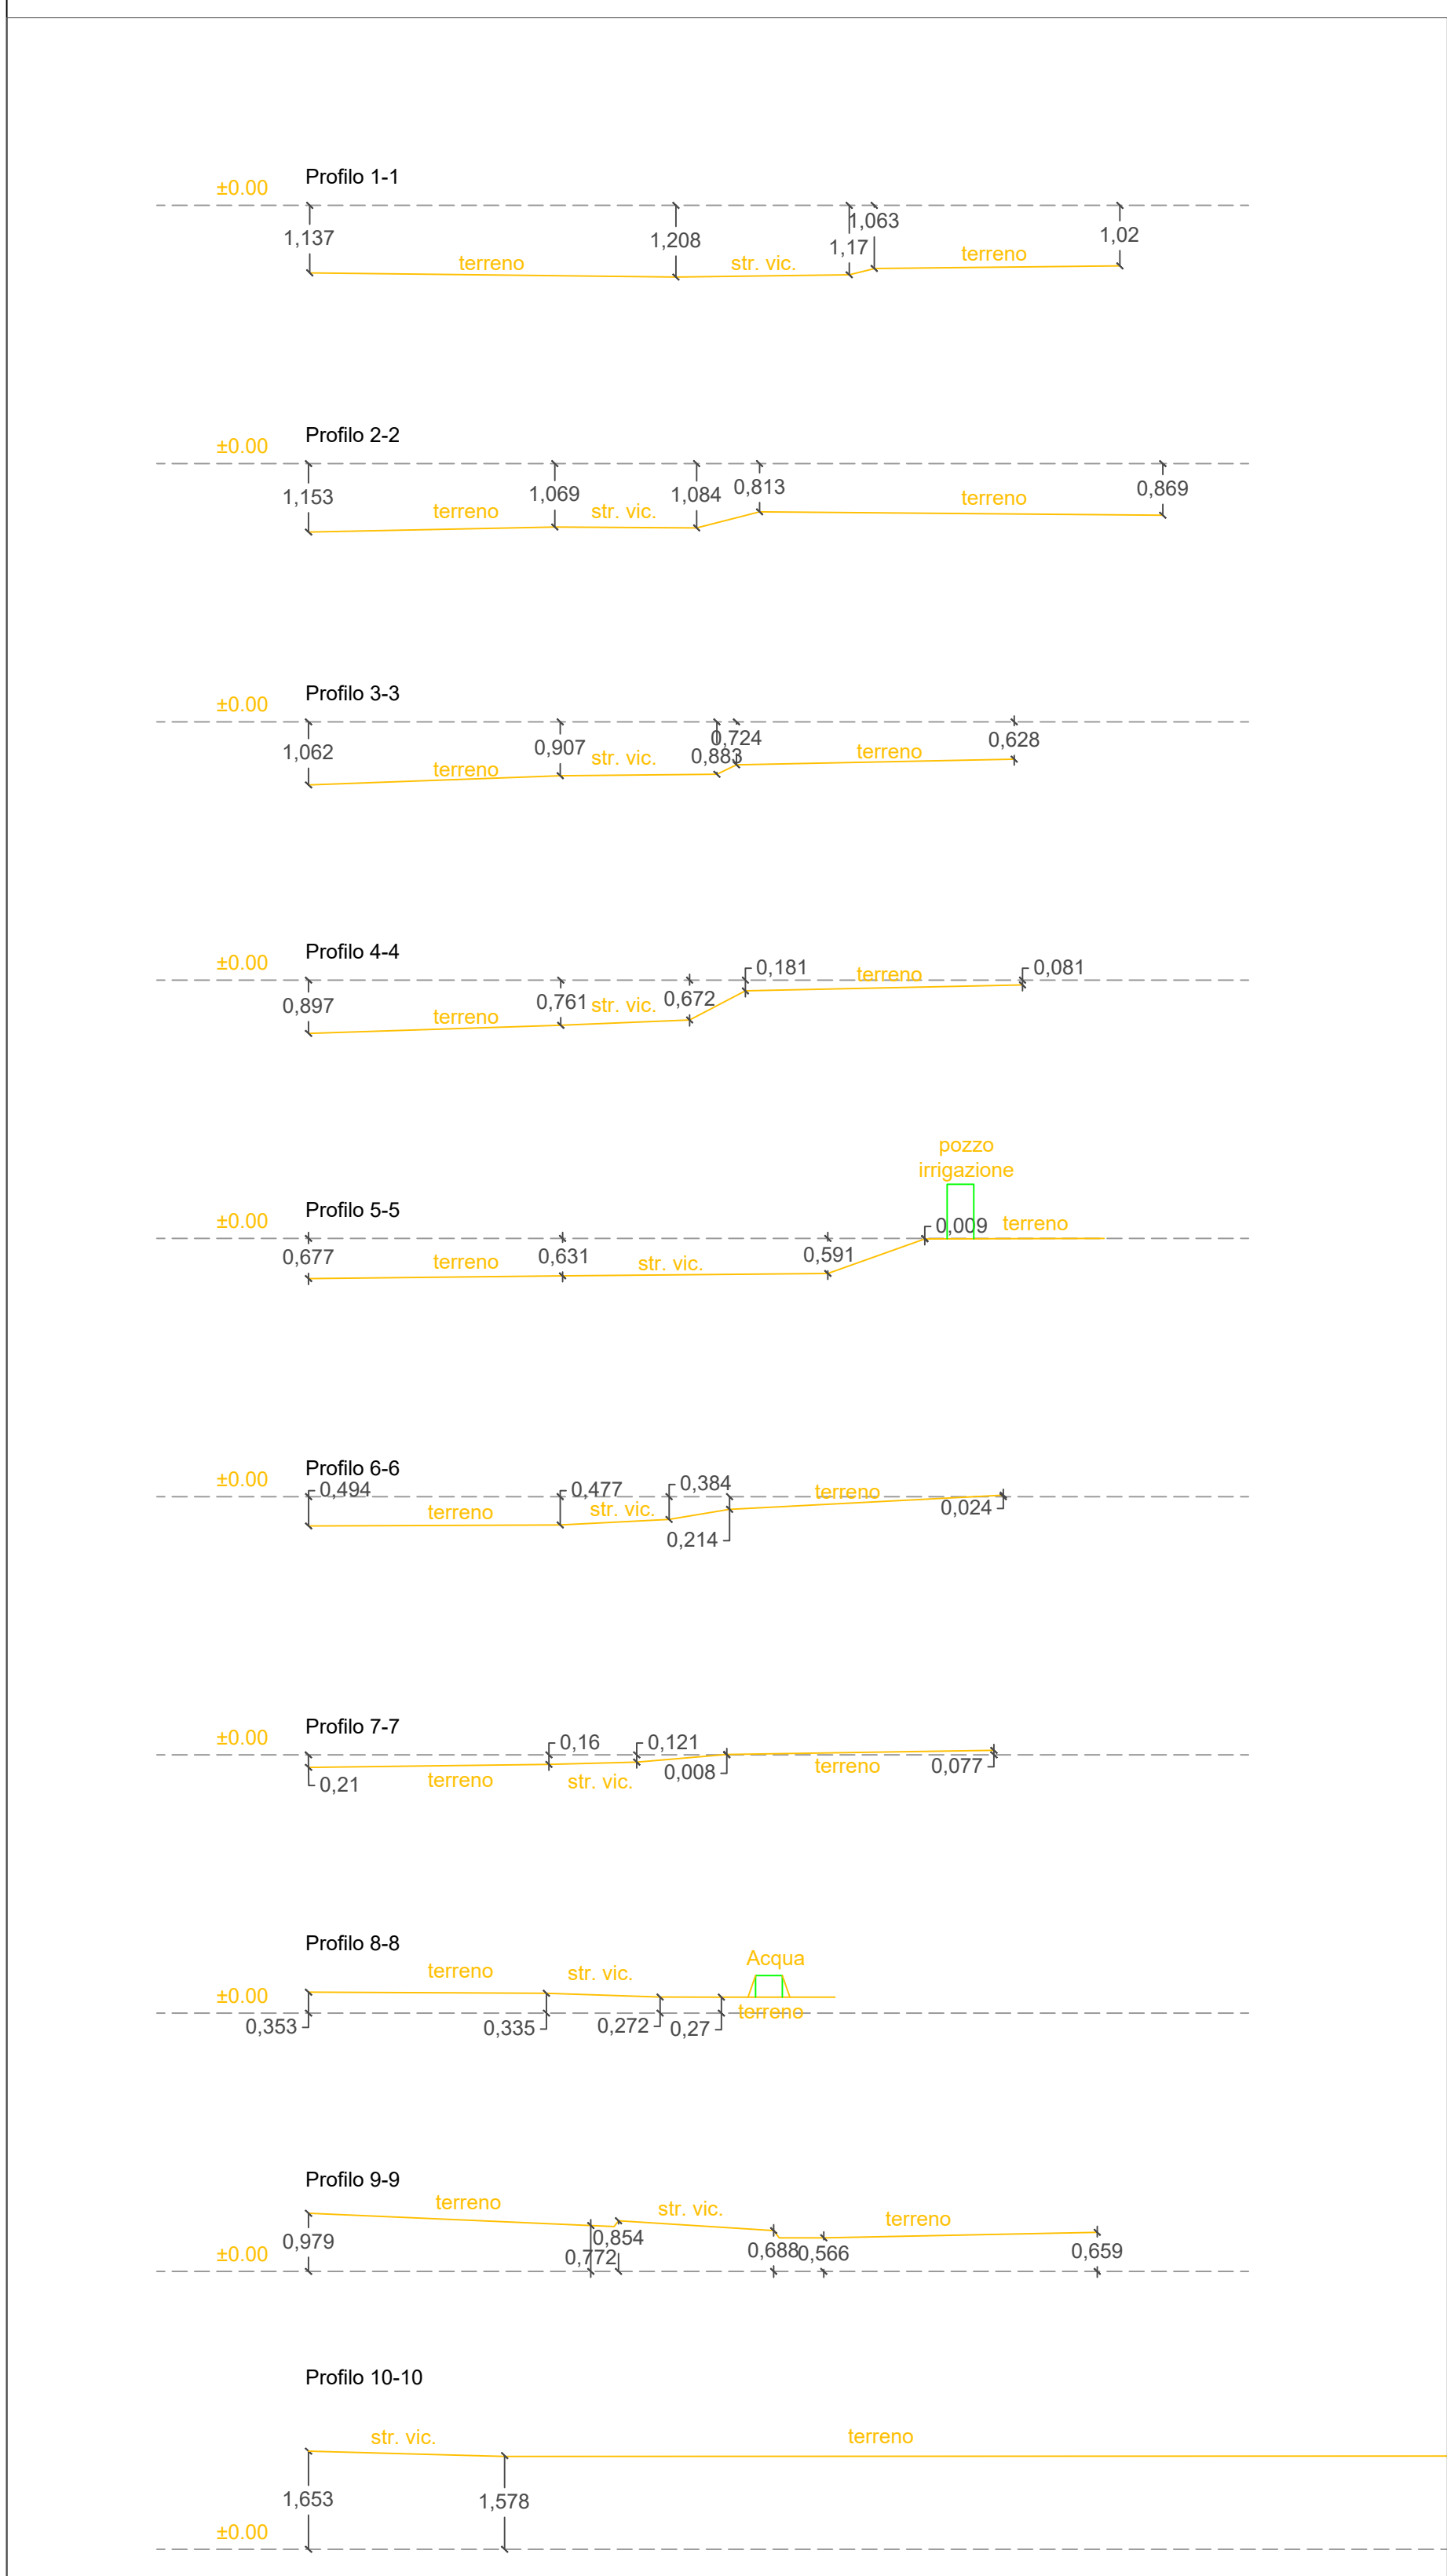 Profilo 1-1
±0.00
1,137
1,208
1,17
1,063
1,02
terreno
str. vic.
terreno
Profilo 2-2
±0.00
1,153
1,069
1,084
0,813
0,869
terreno
str. vic.
terreno
Profilo 3-3
±0.00
1,062
0,907
0,883
0,724
0,628
terreno
str. vic.
terreno
Profilo 4-4
±0.00
0,897
0,761
0,672
0,181
0,081
terreno
str. vic.
terreno
pozzo
irrigazione
Profilo 5-5
±0.00
0,677
0,631
0,591
0,009
terreno
str. vic.
terreno
Profilo 6-6
±0.00
0,494
0,477
0,384
0,214
0,024
terreno
str. vic.
terreno
Profilo 7-7
±0.00
0,21
0,16
0,121
0,008
0,077
terreno
str. vic.
terreno
Profilo 8-8
terreno
str. vic.
Acqua
terreno
±0.00
0,353
0,335
0,272
0,27
Profilo 9-9
terreno
str. vic.
terreno
0,979
0,772
0,854
0,688
0,566
0,659
±0.00
Profilo 10-10
str. vic.
terreno
1,653
1,578
±0.00